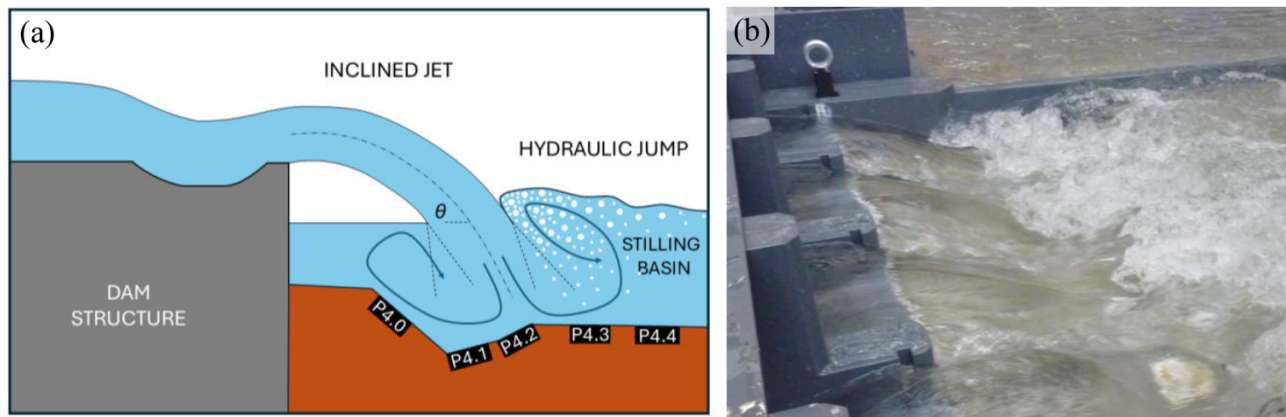 (a)
INCLINED JET
HYDRAULIC JUMP
θ
STILLING
BASIN
DAM
STRUCTURE
P4.0
P4.1
P4.2
P4.3
P4.4
(b)